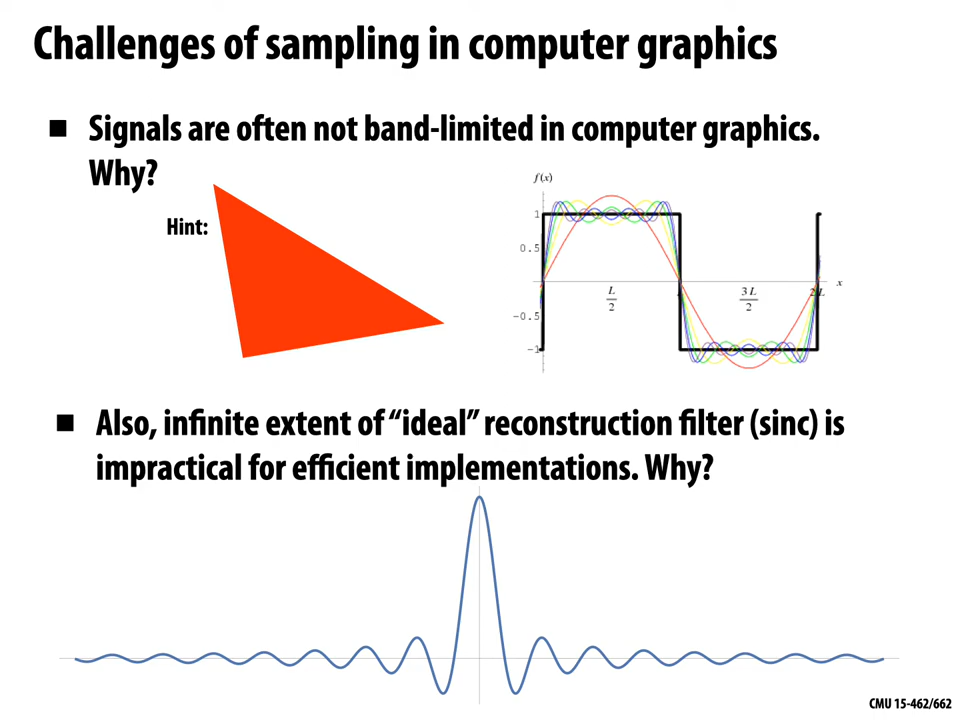 Challenges of sampling in computer graphics
■ Signals are often not band-limited in computer graphics.
Why?
Hint:
f(x)
1
0.5
-0.5
-1
L/2
3L/2
2L
x
■ Also, infinite extent of “ideal” reconstruction filter (sinc) is
impractical for efficient implementations. Why?
CMU 15-462/662